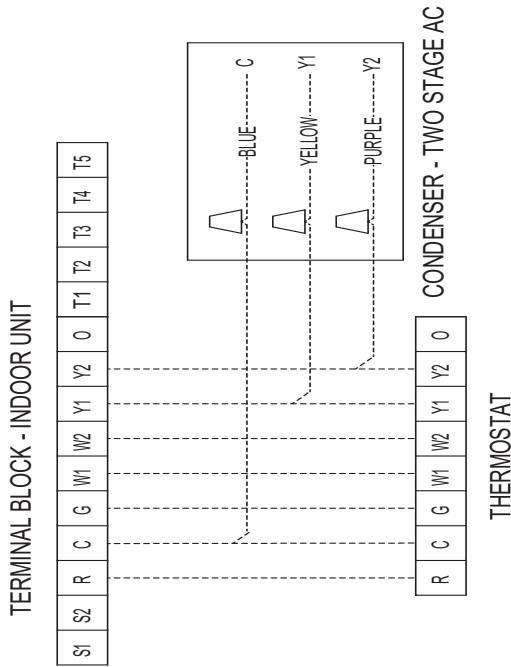 TERMINAL BLOCK - INDOOR UNIT
S1 S2 R C G W1 W2 Y1 Y2 O T1 T2 T3 T4 T5
BLUE C
YELLOW Y1
PURPLE Y2
CONDENSER - TWO STAGE AC
R C G W1 W2 Y1 Y2 O
THERMOSTAT